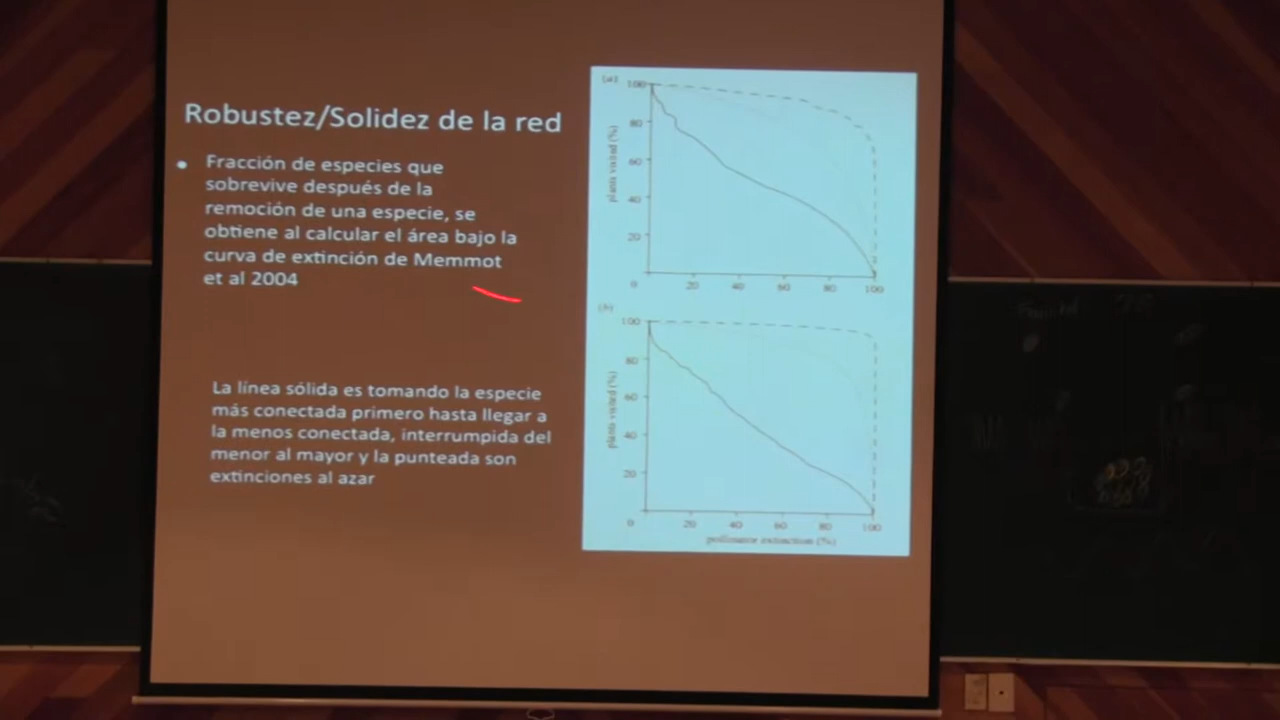 Robustez/Solidez de la red
• Fracción de especies que
sobrevive después de la
remoción de una especie, se
obtiene al calcular el área bajo la
curva de extinción de Memmot
et al 2004
La línea sólida es tomando la especie
más conectada primero hasta llegar a
la menos conectada, interrumpida del
menor al mayor y la punteada son
extinciones al azar
(a)
100
80
60
40
20
0
20 40 60 80 100
plants visited (%)
(b)
100
80
60
40
20
0
20 40 60 80 100
plants visited (%)
pollinator extinction (%)